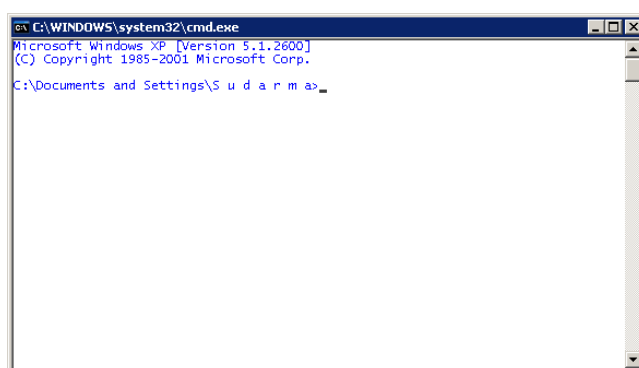 C:\WINDOWS\system32\cmd.exe
Microsoft Windows XP [Version 5.1.2600]
(C) Copyright 1985-2001 Microsoft Corp.
C:\Documents and Settings\S u d a r m a>_